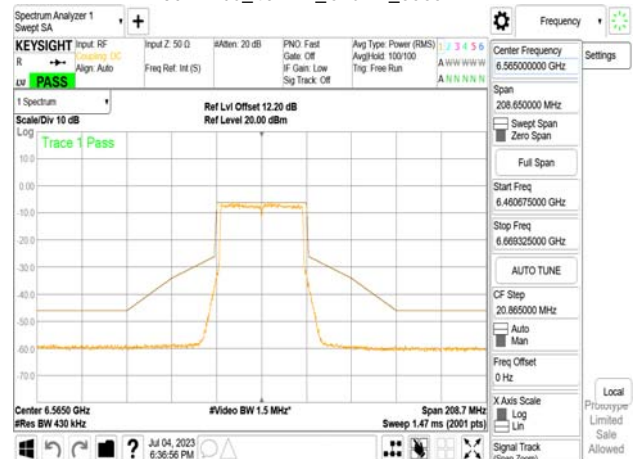 Spectrum Analyzer 1
Swept SA
Frequency
KEYSIGHT
R
LVI PASS
Input: RF
Coupling: DC
Align: Auto
Input Z: 50 Ω
Freq Ref: Int (S)
#Atten: 20 dB
PNO: Fast
Gate: Off
IF Gain: Low
Sig Track: Off
Avg Type: Power (RMS)
Avg|Hold: 100/100
Trig: Free Run
1 2 3 4 5 6
A W W W W W
A N N N N N
1 Spectrum
Scale/Div 10 dB
Ref Lvl Offset 12.20 dB
Ref Level 20.00 dBm
Log
Trace 1 Pass
10.0
0.00
-10.0
-20.0
-30.0
-40.0
-50.0
-60.0
-70.0
Center 6.5650 GHz
#Res BW 430 kHz
#Video BW 1.5 MHz*
Span 208.7 MHz
Sweep 1.47 ms (2001 pts)
Center Frequency
6.565000000 GHz
Settings
Span
208.650000 MHz
Swept Span
Zero Span
Full Span
Start Freq
6.460675000 GHz
Stop Freq
6.669325000 GHz
AUTO TUNE
CF Step
20.865000 MHz
Auto
Man
Freq Offset
0 Hz
X Axis Scale
Log
Lin
Local
Prototype
Limited
Sale
Allowed
Signal Track
(Span Zoom)
?
Jul 04, 2023
6:36:56 PM